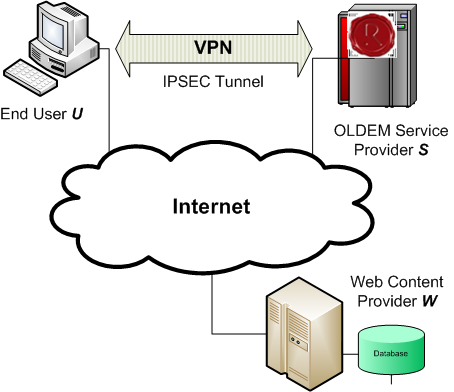 VPN
IPSEC Tunnel
End User U
OLDEM Service
Provider S
R
Internet
Web Content
Provider W
Database